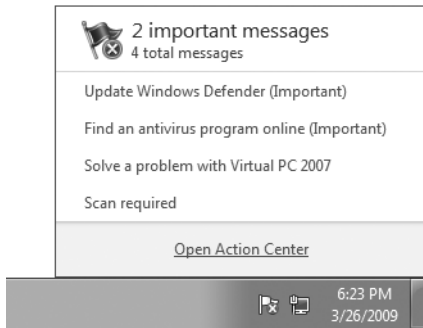 2 important messages
4 total messages
Update Windows Defender (Important)
Find an antivirus program online (Important)
Solve a problem with Virtual PC 2007
Scan required
Open Action Center
6:23 PM
3/26/2009